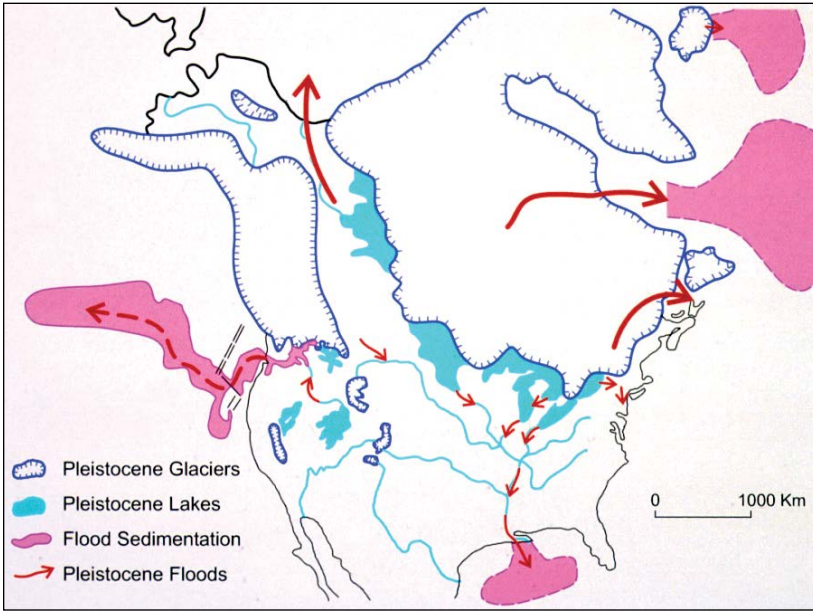 Pleistocene Glaciers
Pleistocene Lakes
Flood Sedimentation
Pleistocene Floods
0 1000 Km